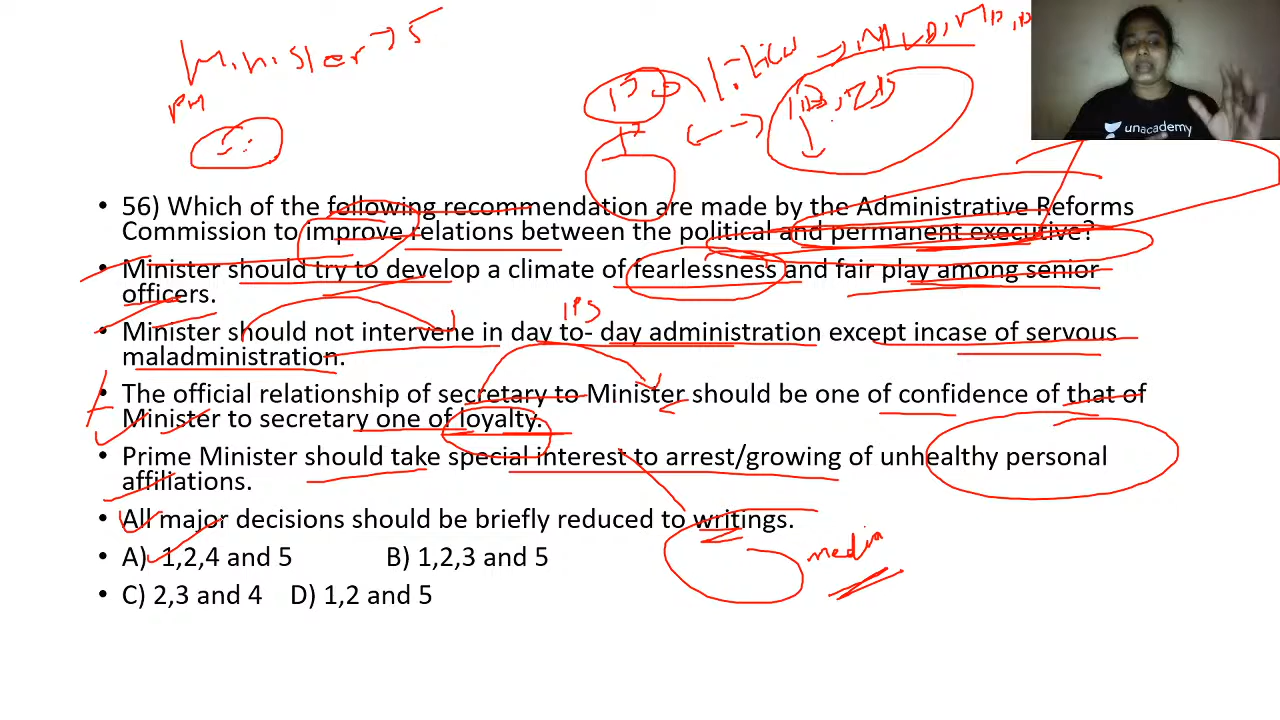 Minister → 5
PM
unacademy
• 56) Which of the following recommendation are made by the Administrative Reforms
Commission to improve relations between the political and permanent executive?
• Minister should try to develop a climate of fearlessness and fair play among senior
officers.
IPS
• Minister should not intervene in day to- day administration except incase of servous
maladministration.
• The official relationship of secretary to Minister should be one of confidence of that of
Minister to secretary one of loyalty.
• Prime Minister should take special interest to arrest/growing of unhealthy personal
affiliations.
• All major decisions should be briefly reduced to writings.
media
• A) 1,2,4 and 5 B) 1,2,3 and 5
• C) 2,3 and 4 D) 1,2 and 5